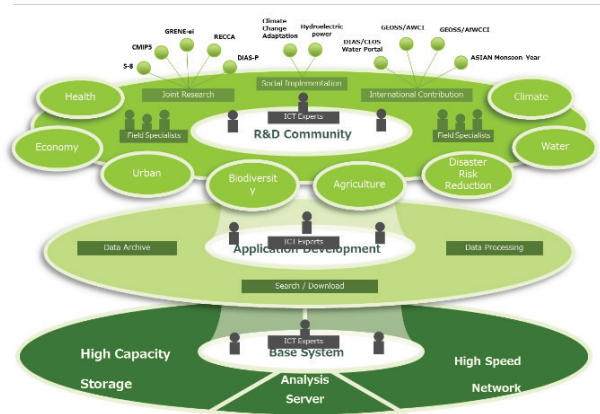 Climate
Change
Adaptation
Hydroelectric
power
GEOSS/AWCI
GRENE-ei
GEOSS/AfWCCI
RECCA
CMIP5
DIAS/CEOS
Water Portal
S-8
DIAS-P
ASIAN Monsoon Year
Social Implementation
Joint Research
International Contribution
Health
Climate
ICT Experts
Field Specialists
R&D Community
Field Specialists
Economy
Water
Urban
Biodiversit
y
Agriculture
Disaster
Risk
Reduction
Data Archive
ICT Experts
Application Development
Data Processing
Search / Download
ICT Experts
Base System
High Capacity
Storage
Analysis
Server
High Speed
Network